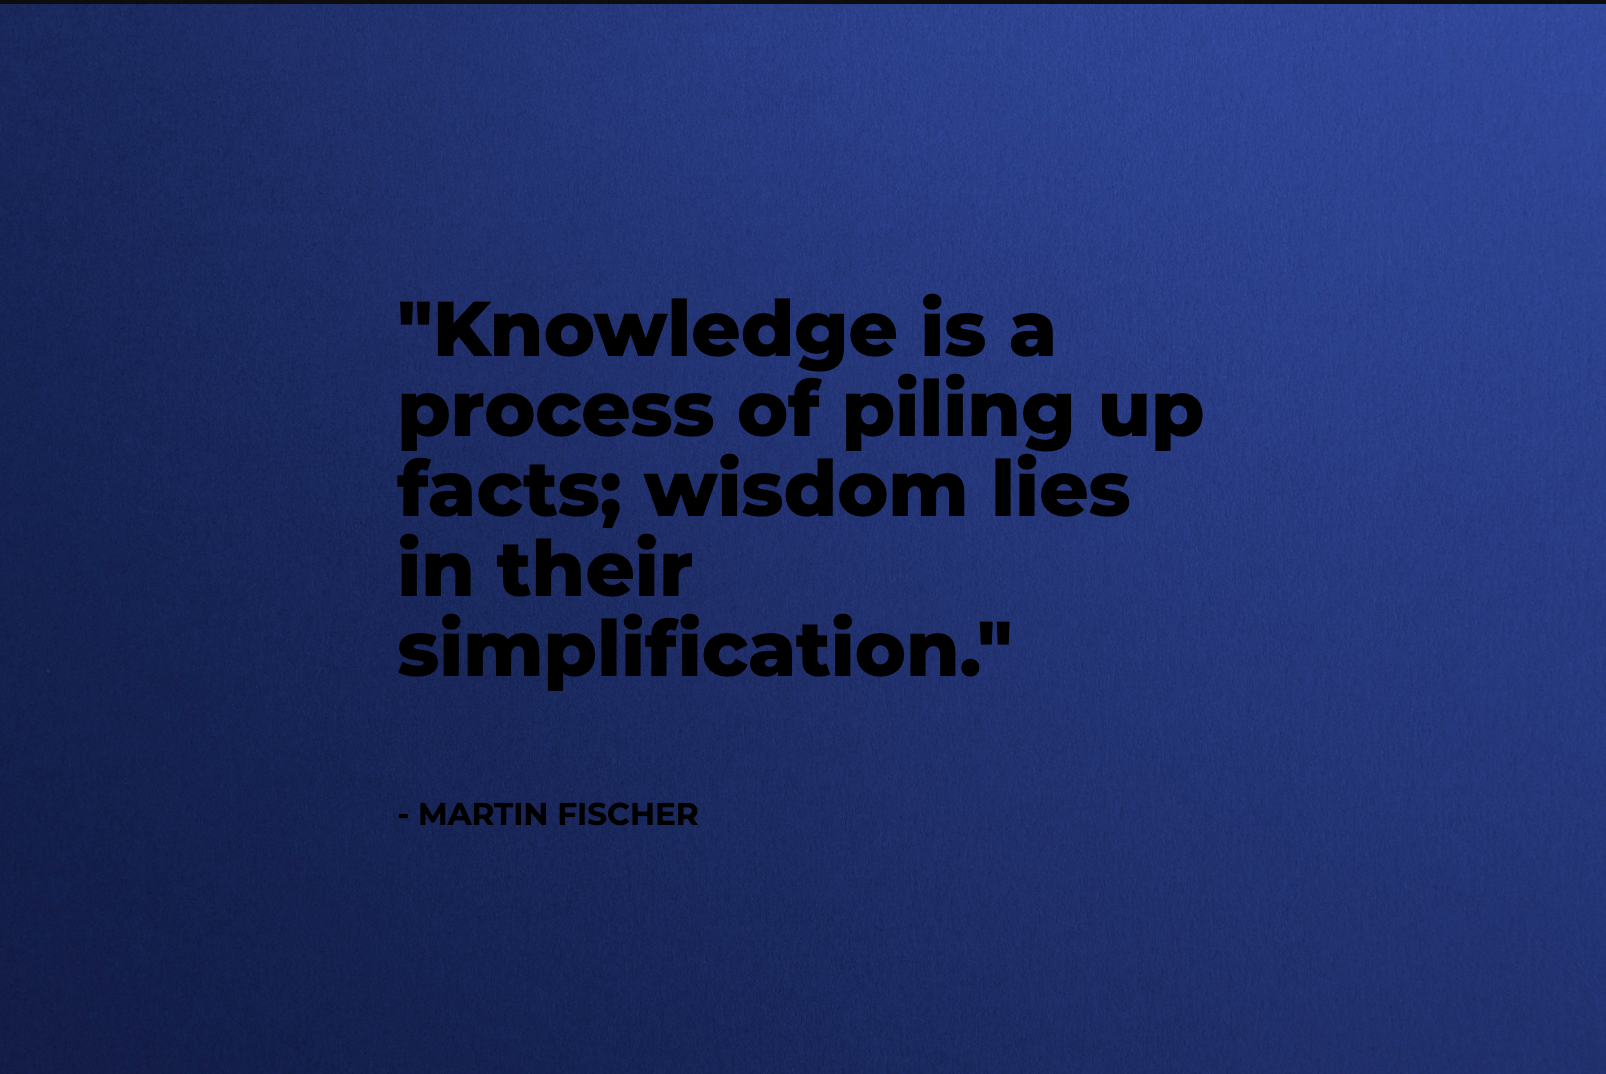 "Knowledge is a
process of piling up
facts; wisdom lies
in their
simplification."
- MARTIN FISCHER